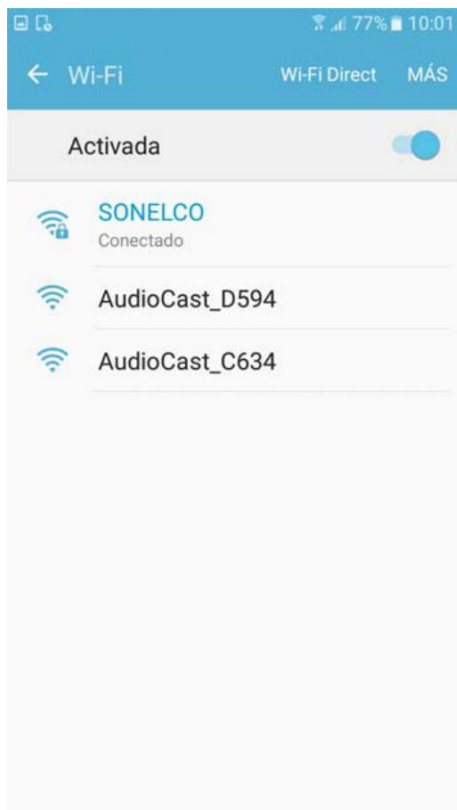 77% 10:01
Wi-Fi Wi-Fi Direct MÁS
Activada
SONELCO
Conectado
AudioCast_D594
AudioCast_C634